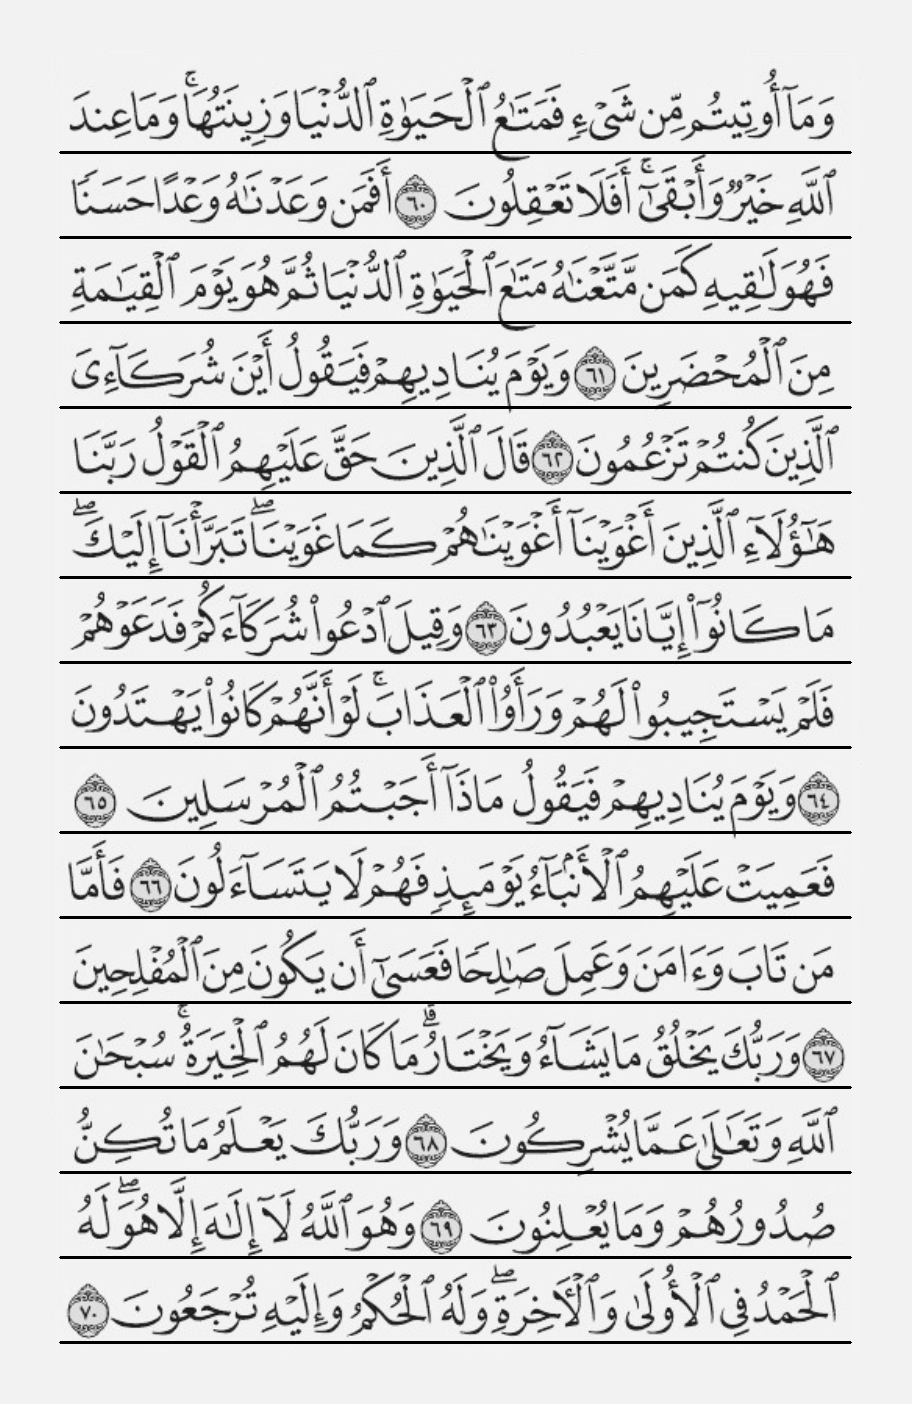 وَمَآ أُوتِيتُم مِّن شَىْءٍ فَمَتَـٰعُ ٱلْحَيَوٰةِ ٱلدُّنْيَا وَزِينَتُهَا ۚ وَمَا عِندَ
ٱللَّهِ خَيْرٌ وَأَبْقَىٰٓ ۚ أَفَلَا تَعْقِلُونَ ٦٠ أَفَمَن وَعَدْنَـٰهُ وَعْدًا حَسَنًا
فَهُوَ لَـٰقِيهِ كَمَن مَّتَّعْنَـٰهُ مَتَـٰعَ ٱلْحَيَوٰةِ ٱلدُّنْيَا ثُمَّ هُوَ يَوْمَ ٱلْقِيَـٰمَةِ
مِنَ ٱلْمُحْضَرِينَ ٦١ وَيَوْمَ يُنَادِيهِمْ فَيَقُولُ أَيْنَ شُرَكَآءِىَ
ٱلَّذِينَ كُنتُمْ تَزْعُمُونَ ٦٢ قَالَ ٱلَّذِينَ حَقَّ عَلَيْهِمُ ٱلْقَوْلُ رَبَّنَا
هَـٰٓؤُلَآءِ ٱلَّذِينَ أَغْوَيْنَآ أَغْوَيْنَـٰهُمْ كَمَا غَوَيْنَا ۖ تَبَرَّأْنَآ إِلَيْكَ ۖ
مَا كَانُوٓا۟ إِيَّانَا يَعْبُدُونَ ٦٣ وَقِيلَ ٱدْعُوا۟ شُرَكَآءَكُمْ فَدَعَوْهُمْ
فَلَمْ يَسْتَجِيبُوا۟ لَهُمْ وَرَأَوُا۟ ٱلْعَذَابَ ۚ لَوْ أَنَّهُمْ كَانُوا۟ يَهْتَدُونَ
٦٤ وَيَوْمَ يُنَادِيهِمْ فَيَقُولُ مَاذَآ أَجَبْتُمُ ٱلْمُرْسَلِينَ ٦٥
فَعَمِيَتْ عَلَيْهِمُ ٱلْأَنۢبَآءُ يَوْمَئِذٍ فَهُمْ لَا يَتَسَآءَلُونَ ٦٦ فَأَمَّا
مَن تَابَ وَءَامَنَ وَعَمِلَ صَـٰلِحًا فَعَسَىٰٓ أَن يَكُونَ مِنَ ٱلْمُفْلِحِينَ
٦٧ وَرَبُّكَ يَخْلُقُ مَا يَشَآءُ وَيَخْتَارُ ۗ مَا كَانَ لَهُمُ ٱلْخِيَرَةُ ۚ سُبْحَـٰنَ
ٱللَّهِ وَتَعَـٰلَىٰ عَمَّا يُشْرِكُونَ ٦٨ وَرَبُّكَ يَعْلَمُ مَا تُكِنُّ
صُدُورُهُمْ وَمَا يُعْلِنُونَ ٦٩ وَهُوَ ٱللَّهُ لَآ إِلَـٰهَ إِلَّا هُوَ ۖ لَهُ
ٱلْحَمْدُ فِى ٱلْأُولَىٰ وَٱلْـَٔاخِرَةِ ۖ وَلَهُ ٱلْحُكْمُ وَإِلَيْهِ تُرْجَعُونَ ٧٠